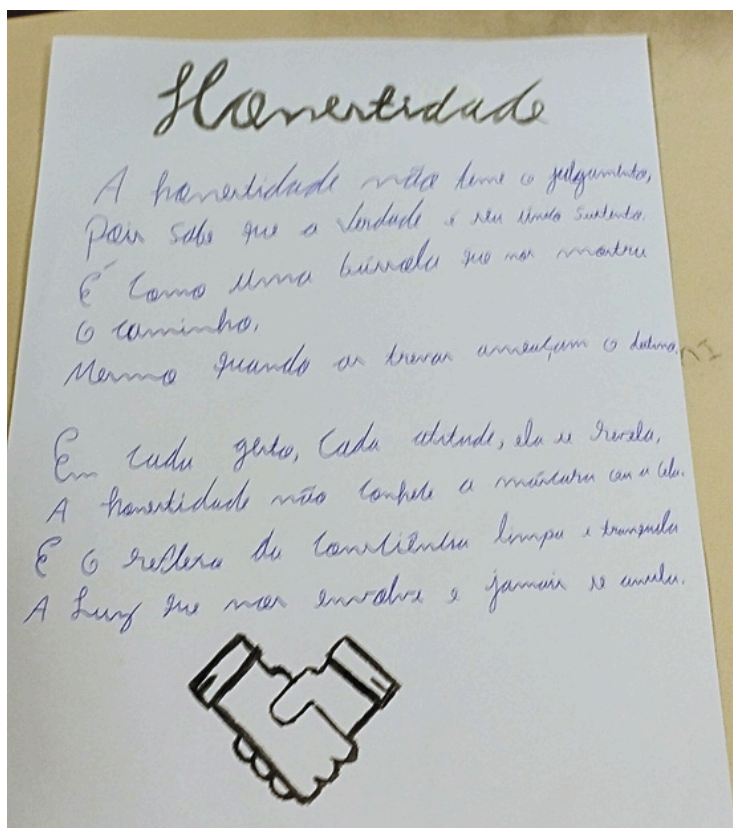 Honestidade
A honestidade não teme o julgamento,
Pois sabe que a verdade é seu único sustento.
É como uma bússola que nos mostra
o caminho,
Mesmo quando as trevas ameaçam o destino.
Em cada gesto, cada atitude, ela se revela,
A honestidade não conhece a máscara
É o reflexo da consciência limpa e tranquila
A luz que nos envolve e jamais se anula.